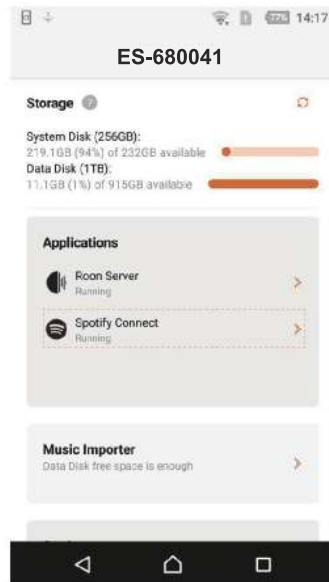 77% 14:17
ES-680041
Storage ?
System Disk (256GB):
219.1GB (94%) of 232GB available
Data Disk (1TB):
11.1GB (1%) of 915GB available
Applications
Roon Server
Running
Spotify Connect
Running
Music Importer
Data Disk free space is enough